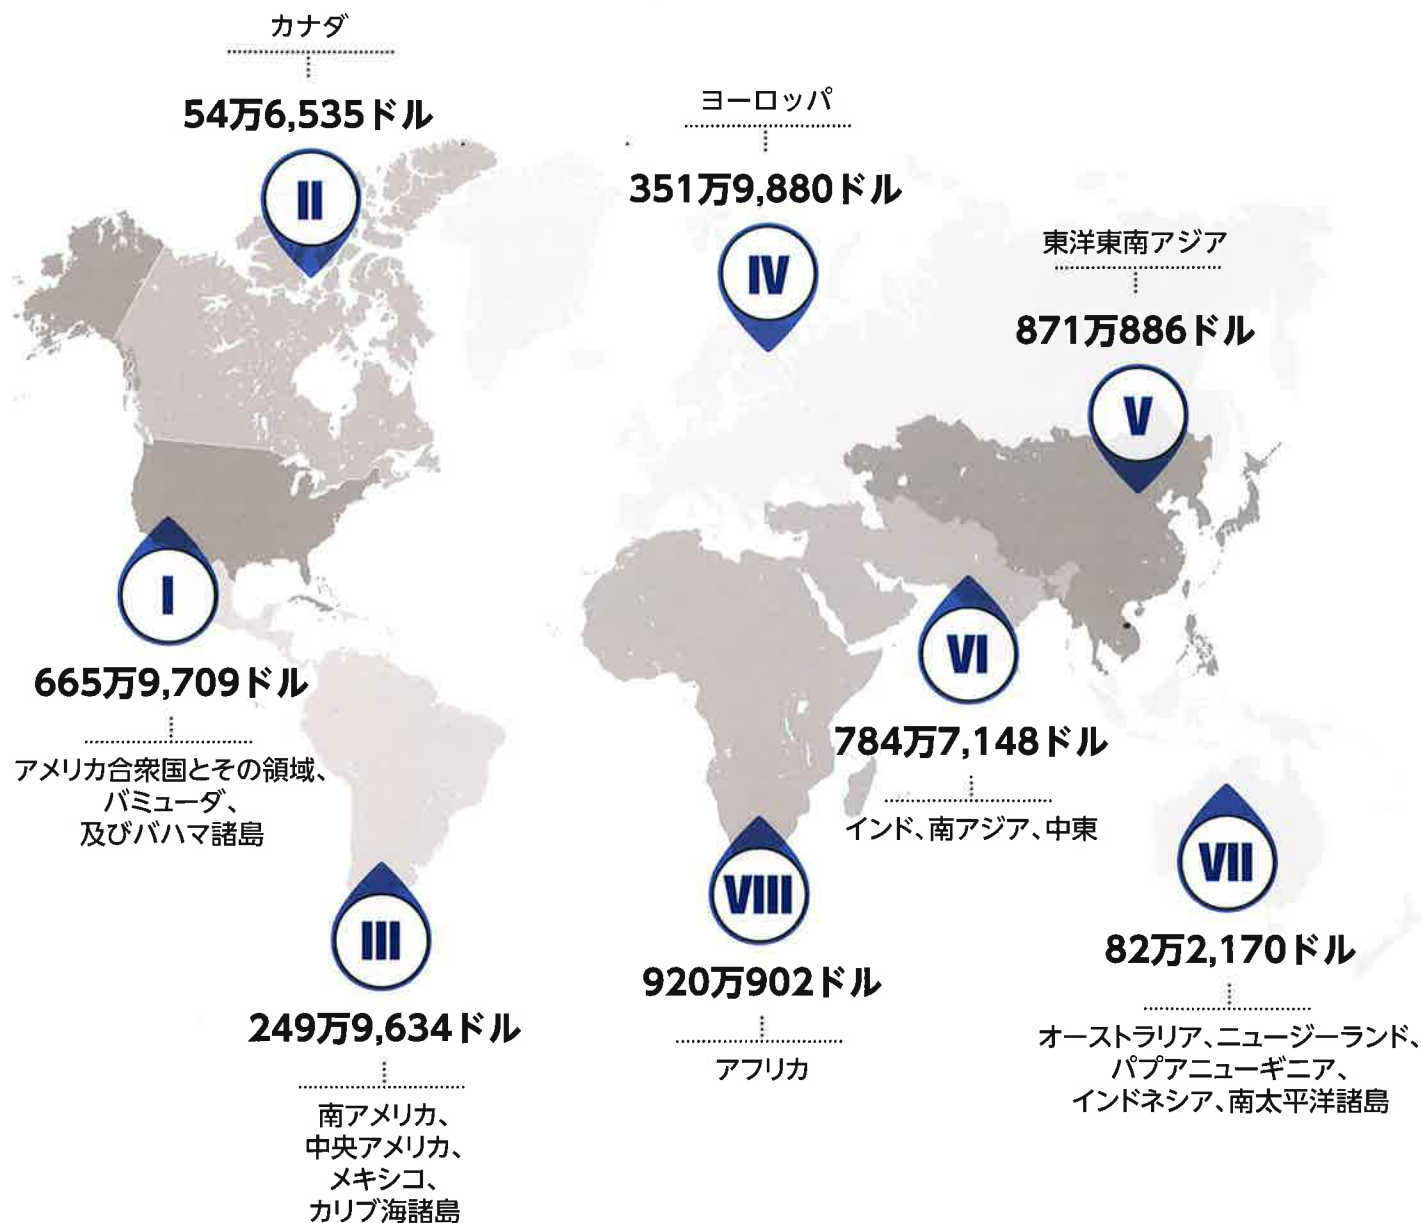 カナダ
54万6,535ドル
II
ヨーロッパ
351万9,880ドル
IV
東洋東南アジア
871万886ドル
V
I
665万9,709ドル
アメリカ合衆国とその領域、
バミューダ、
及びバハマ諸島
VI
784万7,148ドル
インド、南アジア、中東
III
249万9,634ドル
南アメリカ、
中央アメリカ、
メキシコ、
カリブ海諸島
VIII
920万902ドル
アフリカ
VII
82万2,170ドル
オーストラリア、ニュージーランド、
パプアニューギニア、
インドネシア、南太平洋諸島